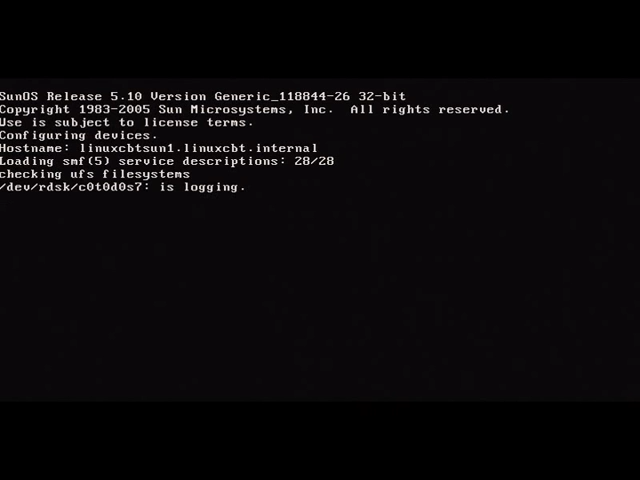 SunOS Release 5.10 Version Generic_118844-26 32-bit
Copyright 1983-2005 Sun Microsystems, Inc.  All rights reserved.
Use is subject to license terms.
Configuring devices.
Hostname: linuxcbtsun1.linuxcbt.internal
Loading smf(5) service descriptions: 28/28
checking ufs filesystems
/dev/rdsk/c0t0d0s7: is logging.